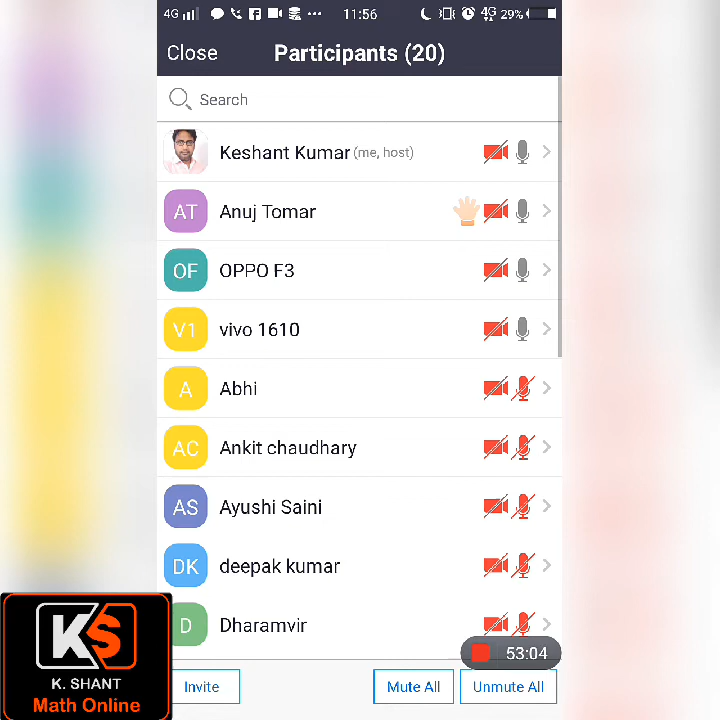 4G 11:56 4G 29%
Close Participants (20)
Search
Keshant Kumar (me, host)
AT Anuj Tomar
OF OPPO F3
V1 vivo 1610
A Abhi
AC Ankit chaudhary
AS Ayushi Saini
DK deepak kumar
D Dharamvir
53:04
Invite Mute All Unmute All
KS
K. SHANT
Math Online